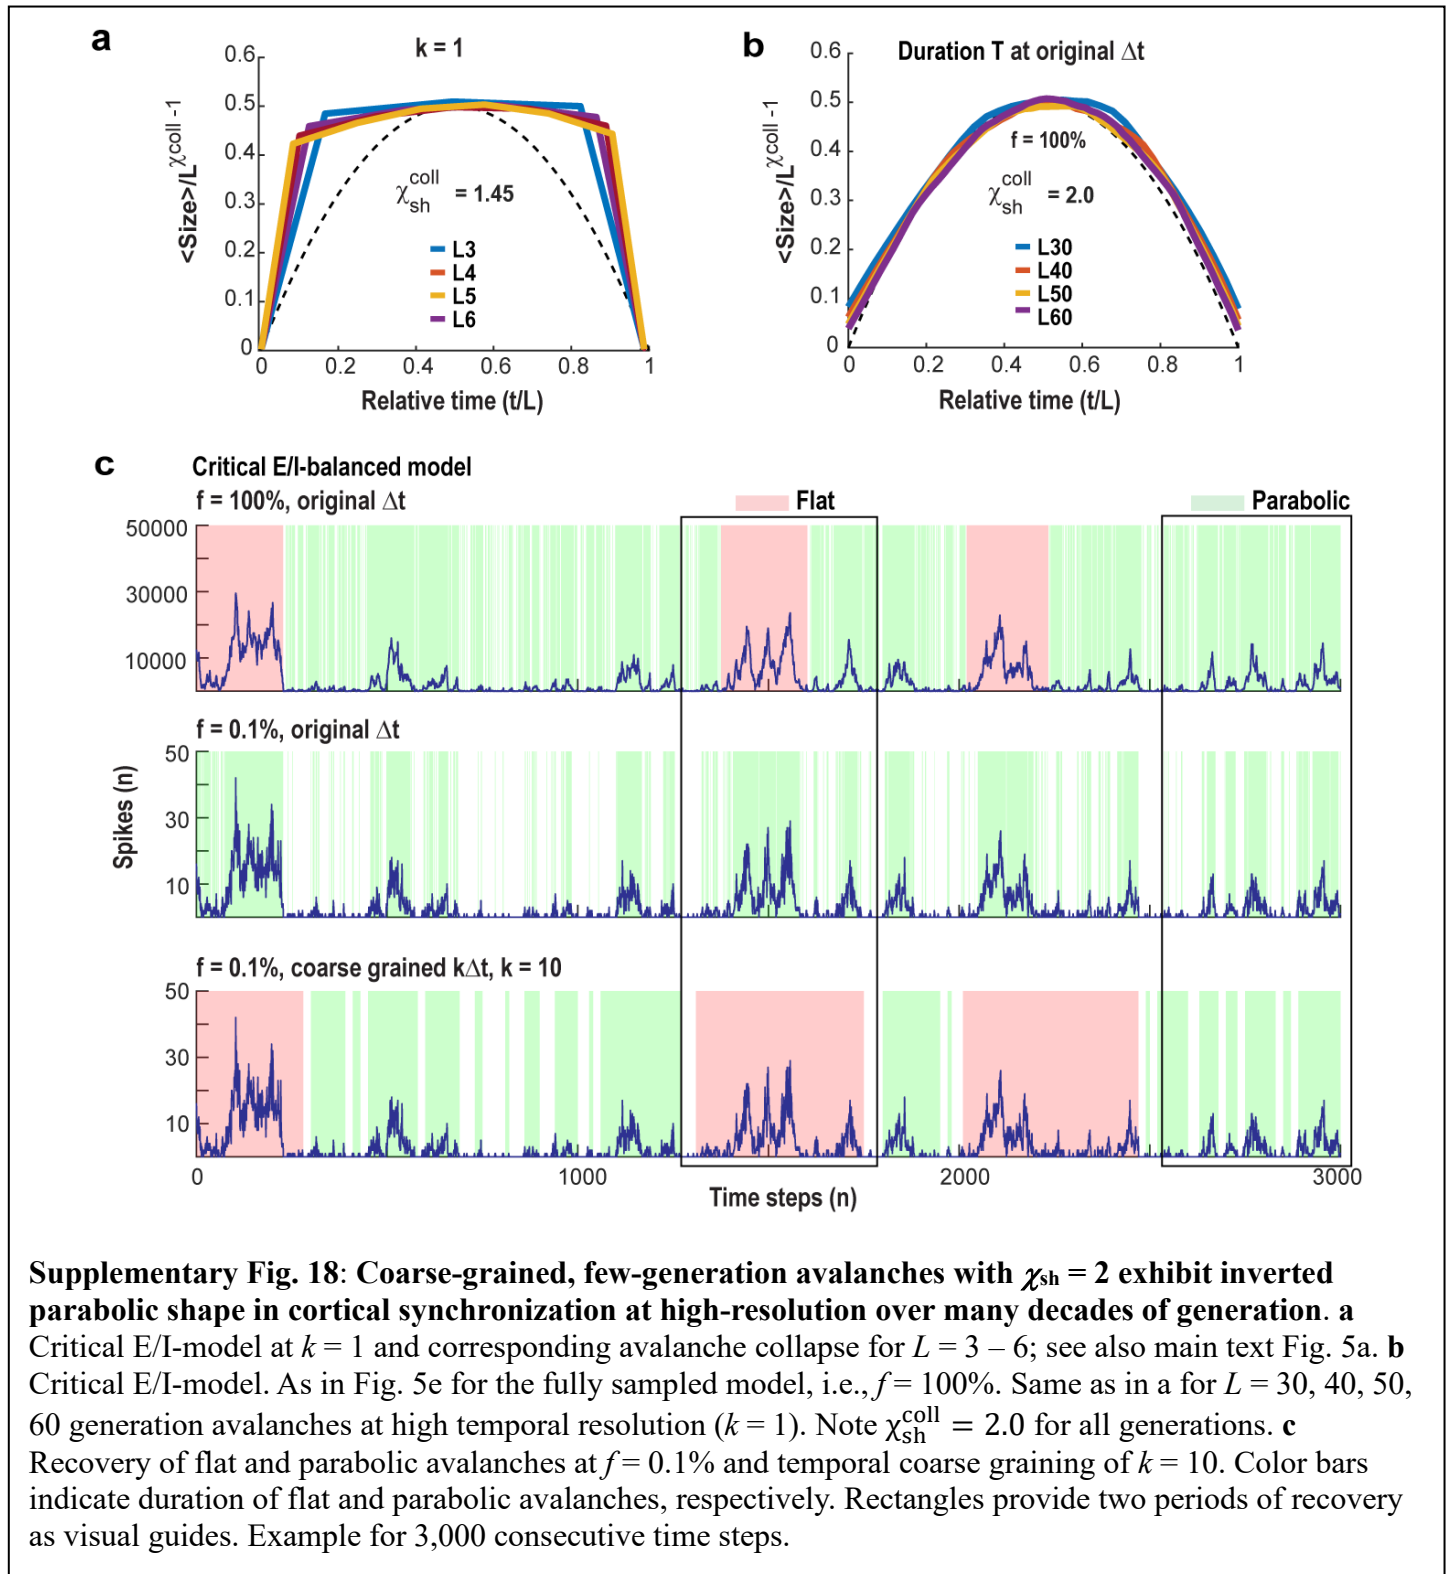 a
k = 1
<Size>/L^χcoll -1
0.6
0.5
0.4
0.3
0.2
0.1
0
χ coll sh = 1.45
L3
L4
L5
L6
0 0.2 0.4 0.6 0.8 1
Relative time (t/L)
b
Duration T at original Δt
<Size>/L^χcoll -1
0.6
0.5
0.4
0.3
0.2
0.1
0
f = 100%
χ coll sh = 2.0
L30
L40
L50
L60
0 0.2 0.4 0.6 0.8 1
Relative time (t/L)
c
Critical E/I-balanced model
f = 100%, original Δt
Flat
Parabolic
50000
30000
10000
f = 0.1%, original Δt
Spikes (n)
50
30
10
f = 0.1%, coarse grained kΔt, k = 10
50
30
10
0 1000 2000 3000
Time steps (n)
Supplementary Fig. 18: Coarse-grained, few-generation avalanches with χsh = 2 exhibit inverted
parabolic shape in cortical synchronization at high-resolution over many decades of generation. a
Critical E/I-model at k = 1 and corresponding avalanche collapse for L = 3 – 6; see also main text Fig. 5a. b
Critical E/I-model. As in Fig. 5e for the fully sampled model, i.e., f = 100%. Same as in a for L = 30, 40, 50,
60 generation avalanches at high temporal resolution (k = 1). Note χ coll sh = 2.0 for all generations. c
Recovery of flat and parabolic avalanches at f = 0.1% and temporal coarse graining of k = 10. Color bars
indicate duration of flat and parabolic avalanches, respectively. Rectangles provide two periods of recovery
as visual guides. Example for 3,000 consecutive time steps.